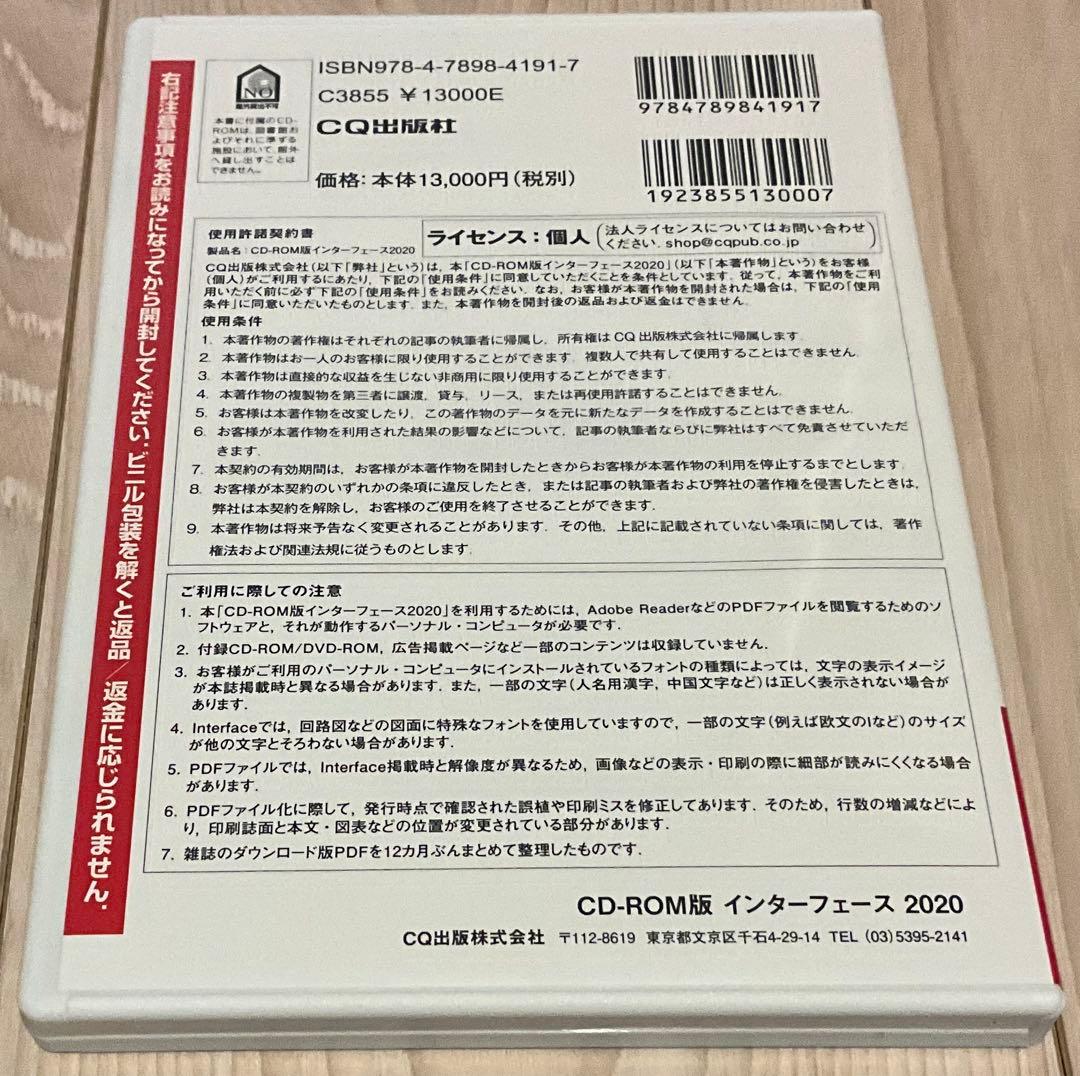 右記注意事項をお読みになってから開封してください. ビニル包装を解くと返品／返金に応じられません.
NO
館外貸出不可
本書に付属のCD-
ROMは, 図書館お
よびそれに準ずる
施設において, 館外
へ貸し出すことは
できません.
ISBN978-4-7898-4191-7
C3855 ¥13000E
CQ出版社
価格:本体13,000円(税別)
9784789841917
1923855130007
使用許諾契約書
製品名:CD-ROM版インターフェース2020
ライセンス:個人
法人ライセンスについてはお問い合わせ
ください. shop@cqpub.co.jp
CQ出版株式会社(以下「弊社」という)は, 本「CD-ROM版インターフェース2020」(以下「本著作物」という)をお客様
(個人)がご利用するにあたり, 下記の「使用条件」に同意していただくことを条件としています. 従って, 本著作物をご利
用いただく前に必ず下記の「使用条件」をお読みください. なお, お客様が本著作物を開封された場合は, 下記の「使用
条件」に同意いただいたものとします. また, 本著作物を開封後の返品および返金はできません.
使用条件
1. 本著作物の著作権はそれぞれの記事の執筆者に帰属し, 所有権はCQ出版株式会社に帰属します.
2. 本著作物はお一人のお客様に限り使用することができます. 複数人で共有して使用することはできません.
3. 本著作物は直接的な収益を生じない非商用に限り使用することができます.
4. 本著作物の複製物を第三者に譲渡, 貸与, リース, または再使用許諾することはできません.
5. お客様は本著作物を改変したり, この著作物のデータを元に新たなデータを作成することはできません.
6. お客様が本著作物を利用された結果の影響などについて, 記事の執筆者ならびに弊社はすべて免責させていただ
きます.
7. 本契約の有効期間は, お客様が本著作物を開封したときからお客様が本著作物の利用を停止するまでとします.
8. お客様が本契約のいずれかの条項に違反したとき, または記事の執筆者および弊社の著作権を侵害したときは,
弊社は本契約を解除し, お客様のご使用を終了させることができます.
9. 本著作物は将来予告なく変更されることがあります. その他, 上記に記載されていない条項に関しては, 著作
権法および関連法規に従うものとします.
ご利用に際しての注意
1. 本「CD-ROM版インターフェース2020」を利用するためには, Adobe ReaderなどのPDFファイルを閲覧するためのソ
フトウェアと, それが動作するパーソナル・コンピュータが必要です.
2. 付録CD-ROM/DVD-ROM, 広告掲載ページなど一部のコンテンツは収録していません.
3. お客様がご利用のパーソナル・コンピュータにインストールされているフォントの種類によっては, 文字の表示イメージ
が本誌掲載時と異なる場合があります. また, 一部の文字(人名用漢字, 中国文字など)は正しく表示されない場合が
あります.
4. Interfaceでは, 回路図などの図面に特殊なフォントを使用していますので, 一部の文字(例えば欧文のIなど)のサイズ
が他の文字とそろわない場合があります.
5. PDFファイルでは, Interface掲載時と解像度が異なるため, 画像などの表示・印刷の際に細部が読みにくくなる場合
があります.
6. PDFファイル化に際して, 発行時点で確認された誤植や印刷ミスを修正してあります. そのため, 行数の増減などによ
り, 印刷誌面と本文・図表などの位置が変更されている部分があります.
7. 雑誌のダウンロード版PDFを12カ月ぶんまとめて整理したものです.
CD-ROM版 インターフェース 2020
CQ出版株式会社 〒112-8619 東京都文京区千石4-29-14 TEL (03)5395-2141